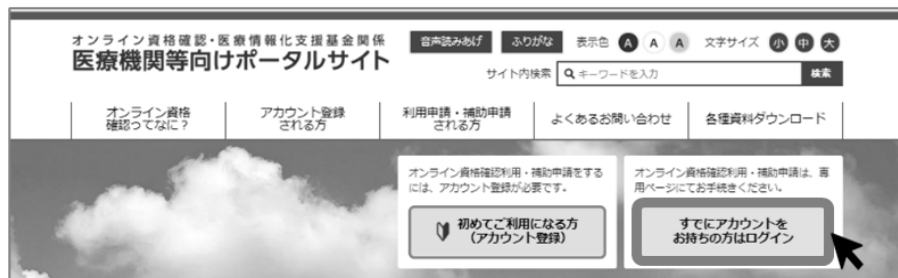 オンライン資格確認・医療情報化支援基金関係
医療機関等向けポータルサイト
音声読みあげ ふりがな 表示色 A A A 文字サイズ 小 中 大
サイト内検索 キーワードを入力 検索
オンライン資格
確認ってなに？
アカウント登録
される方
利用申請・補助申請
される方
よくあるお問い合わせ
各種資料ダウンロード
オンライン資格確認利用・補助申請をする
には、アカウント登録が必要です。
初めてご利用になる方
（アカウント登録）
オンライン資格確認利用・補助申請は、専
用ページにてお手続きください。
すでにアカウントを
お持ちの方はログイン